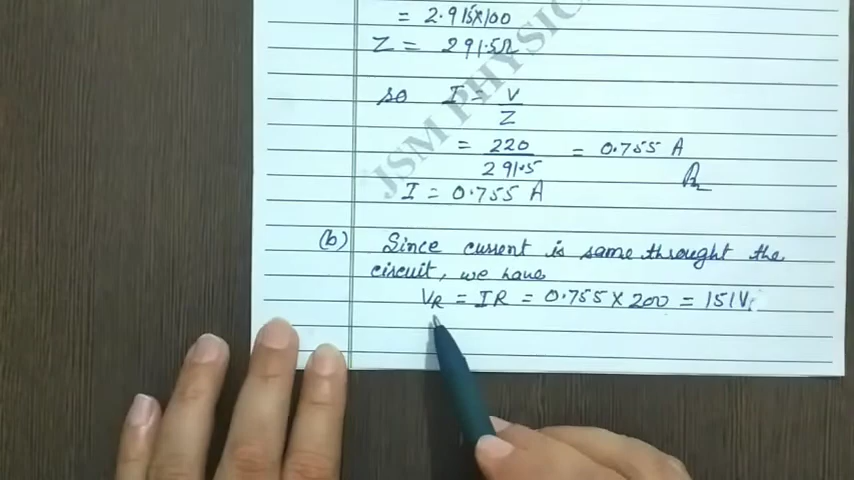 = 2.915×100
Z = 291.5Ω
so I = V
Z
= 220 = 0.755 A
291.5
I = 0.755 A
(b) Since current is same throught the
circuit, we have
VR = IR = 0.755 × 200 = 151V,
JSM PHYSIC